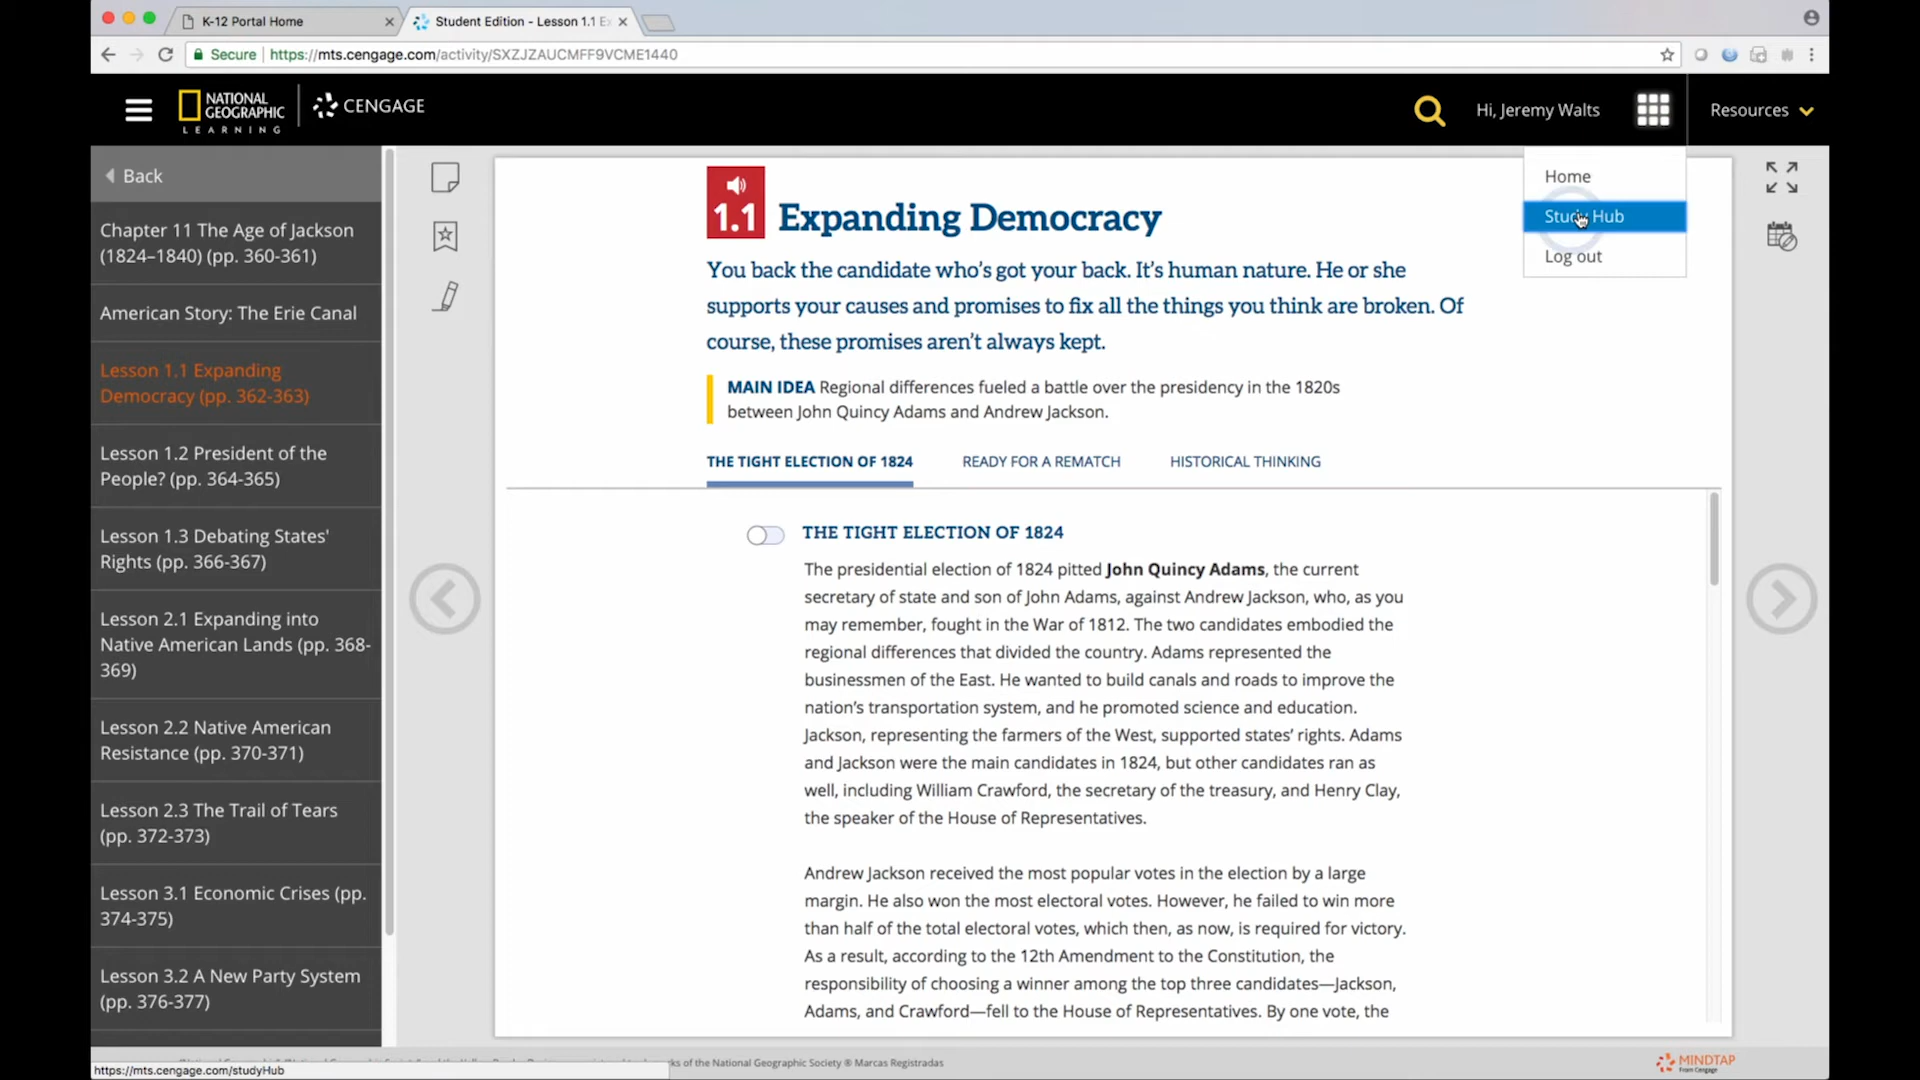 K-12 Portal Home
Student Edition - Lesson 1.1 E
Secure
https://mts.cengage.com/activity/SXZJZAUCMFF9VCME1440
NATIONAL
GEOGRAPHIC
LEARNING
CENGAGE
Hi, Jeremy Walts
Resources
Home
Study Hub
Log out
Back
Chapter 11 The Age of Jackson
(1824–1840) (pp. 360-361)
American Story: The Erie Canal
Lesson 1.1 Expanding
Democracy (pp. 362-363)
Lesson 1.2 President of the
People? (pp. 364-365)
Lesson 1.3 Debating States'
Rights (pp. 366-367)
Lesson 2.1 Expanding into
Native American Lands (pp. 368-
369)
Lesson 2.2 Native American
Resistance (pp. 370-371)
Lesson 2.3 The Trail of Tears
(pp. 372-373)
Lesson 3.1 Economic Crises (pp.
374-375)
Lesson 3.2 A New Party System
(pp. 376-377)
1.1 Expanding Democracy
You back the candidate who’s got your back. It’s human nature. He or she
supports your causes and promises to fix all the things you think are broken. Of
course, these promises aren’t always kept.
MAIN IDEA Regional differences fueled a battle over the presidency in the 1820s
between John Quincy Adams and Andrew Jackson.
THE TIGHT ELECTION OF 1824 READY FOR A REMATCH HISTORICAL THINKING
THE TIGHT ELECTION OF 1824
The presidential election of 1824 pitted John Quincy Adams, the current
secretary of state and son of John Adams, against Andrew Jackson, who, as you
may remember, fought in the War of 1812. The two candidates embodied the
regional differences that divided the country. Adams represented the
businessmen of the East. He wanted to build canals and roads to improve the
nation’s transportation system, and he promoted science and education.
Jackson, representing the farmers of the West, supported states’ rights. Adams
and Jackson were the main candidates in 1824, but other candidates ran as
well, including William Crawford, the secretary of the treasury, and Henry Clay,
the speaker of the House of Representatives.
Andrew Jackson received the most popular votes in the election by a large
margin. He also won the most electoral votes. However, he failed to win more
than half of the total electoral votes, which then, as now, is required for victory.
As a result, according to the 12th Amendment to the Constitution, the
responsibility of choosing a winner among the top three candidates—Jackson,
Adams, and Crawford—fell to the House of Representatives. By one vote, the
of the National Geographic Society ® Marcas Registradas
MINDTAP
From Cengage
https://mts.cengage.com/studyHub